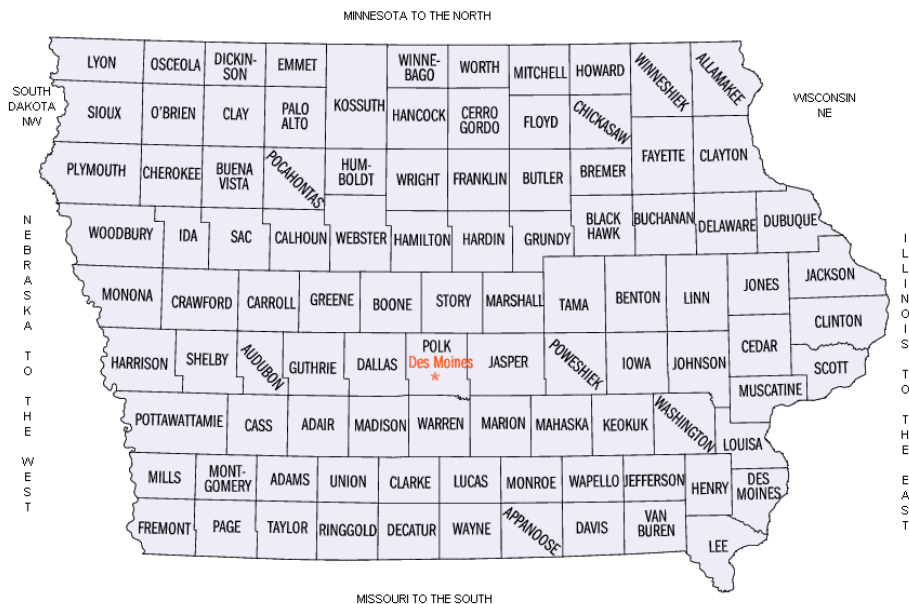 MINNESOTA TO THE NORTH
SOUTH
DAKOTA
NW
WISCONSIN
NE
LYON
OSCEOLA
DICKIN-
SON
EMMET
KOSSUTH
WINNE-
BAGO
WORTH
MITCHELL
HOWARD
WINNESHIEK
ALLAMAKEE
SIOUX
O'BRIEN
CLAY
PALO
ALTO
HANCOCK
CERRO
GORDO
FLOYD
CHICKASAW
PLYMOUTH
CHEROKEE
BUENA
VISTA
POCAHONTAS
HUM-
BOLDT
WRIGHT
FRANKLIN
BUTLER
BREMER
FAYETTE
CLAYTON
WOODBURY
IDA
SAC
CALHOUN
WEBSTER
HAMILTON
HARDIN
GRUNDY
BLACK
HAWK
BUCHANAN
DELAWARE
DUBUQUE
MONONA
CRAWFORD
CARROLL
GREENE
BOONE
STORY
MARSHALL
TAMA
BENTON
LINN
JONES
JACKSON
CLINTON
HARRISON
SHELBY
AUDUBON
GUTHRIE
DALLAS
POLK
Des Moines
JASPER
POWESHIEK
IOWA
JOHNSON
CEDAR
SCOTT
MUSCATINE
POTTAWATTAMIE
CASS
ADAIR
MADISON
WARREN
MARION
MAHASKA
KEOKUK
WASHINGTON
LOUISA
MILLS
MONT-
GOMERY
ADAMS
UNION
CLARKE
LUCAS
MONROE
WAPELLO
JEFFERSON
HENRY
DES
MOINES
FREMONT
PAGE
TAYLOR
RINGGOLD
DECATUR
WAYNE
APPANOOSE
DAVIS
VAN
BUREN
LEE
NEBRASKA TO THE WEST
ILLINOIS TO THE EAST
MISSOURI TO THE SOUTH